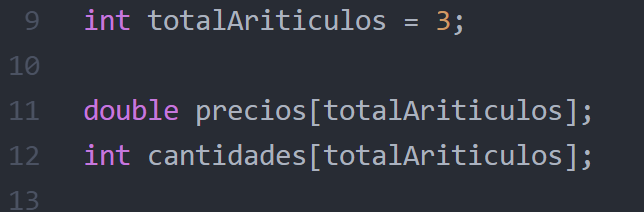 9 int totalAriticulos = 3;
10
11 double precios[totalAriticulos];
12 int cantidades[totalAriticulos];
13